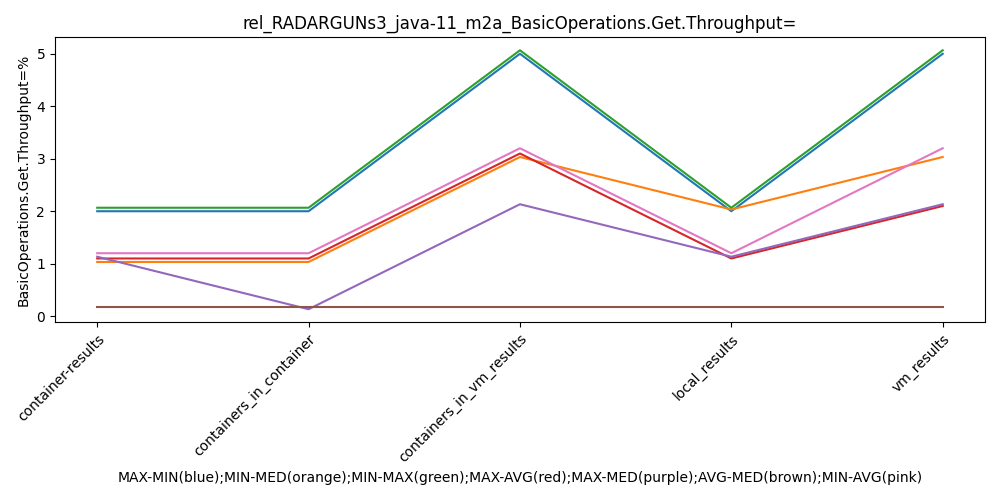 rel_RADARGUNs3_java-11_m2a_BasicOperations.Get.Throughput=
BasicOperations.Get.Throughput=%
5
4
3
2
1
0
container-results
containers_in_container
containers_in_vm_results
local_results
vm_results
MAX-MIN(blue);MIN-MED(orange);MIN-MAX(green);MAX-AVG(red);MAX-MED(purple);AVG-MED(brown);MIN-AVG(pink)